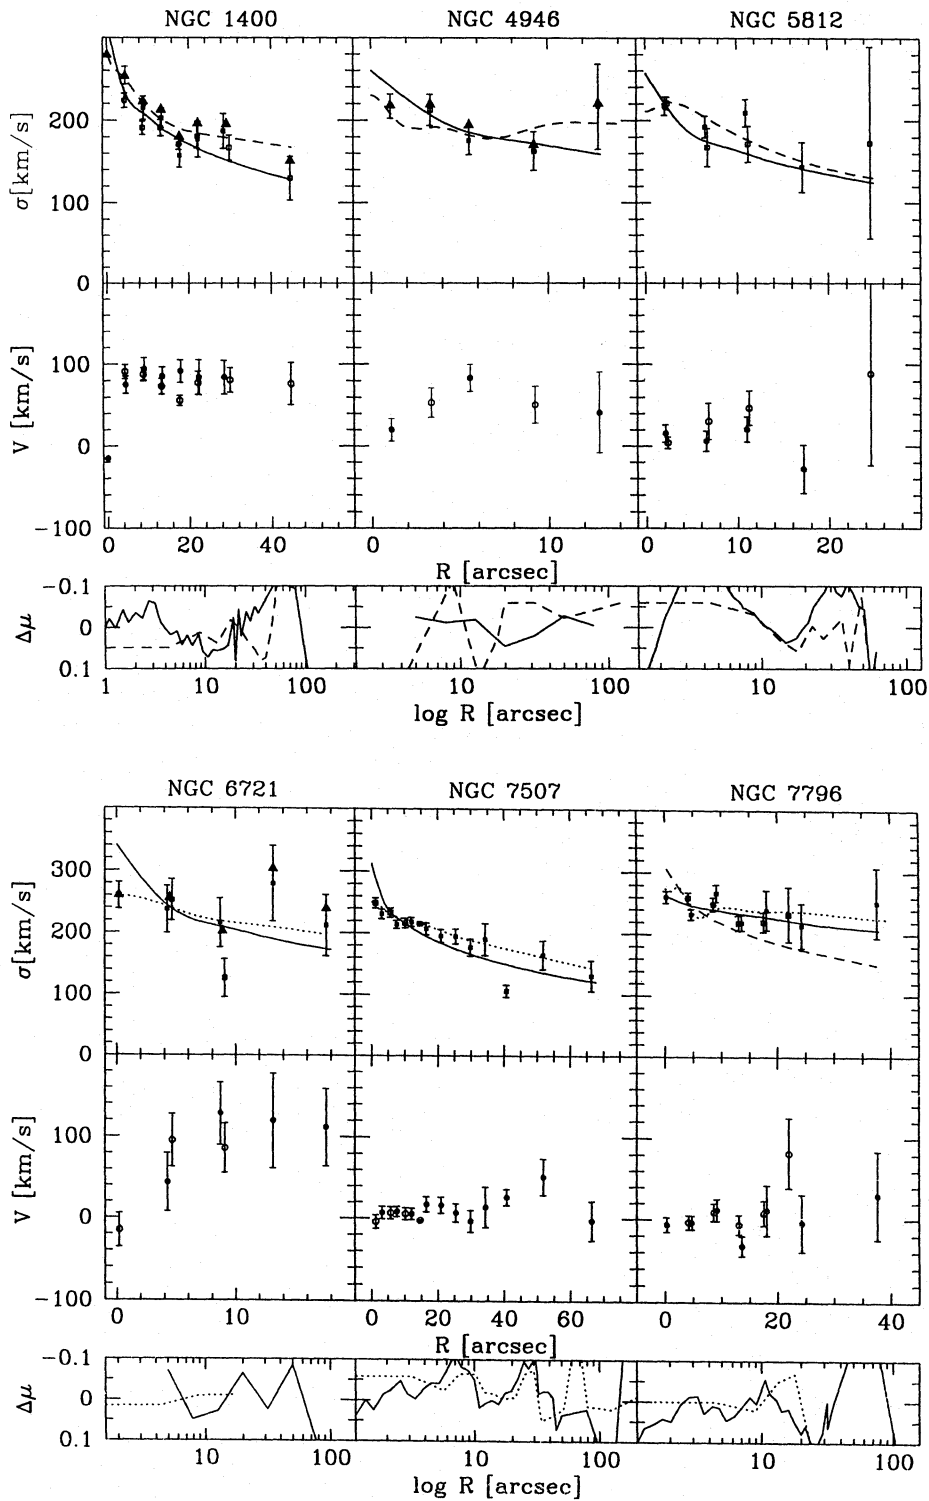 NGC 1400 NGC 4946 NGC 5812
200
σ[km/s]
100
0
100
V [km/s]
0
-100
0 20 40 0 10 0 10 20
R [arcsec]
-0.1
Δμ 0
0.1
1 10 100 10 100 10 100
log R [arcsec]
NGC 6721 NGC 7507 NGC 7796
300
σ[km/s]
200
100
0
100
V [km/s]
0
-100
0 10 0 20 40 60 0 20 40
R [arcsec]
-0.1
Δμ 0
0.1
10 10 100 10 100
log R [arcsec]